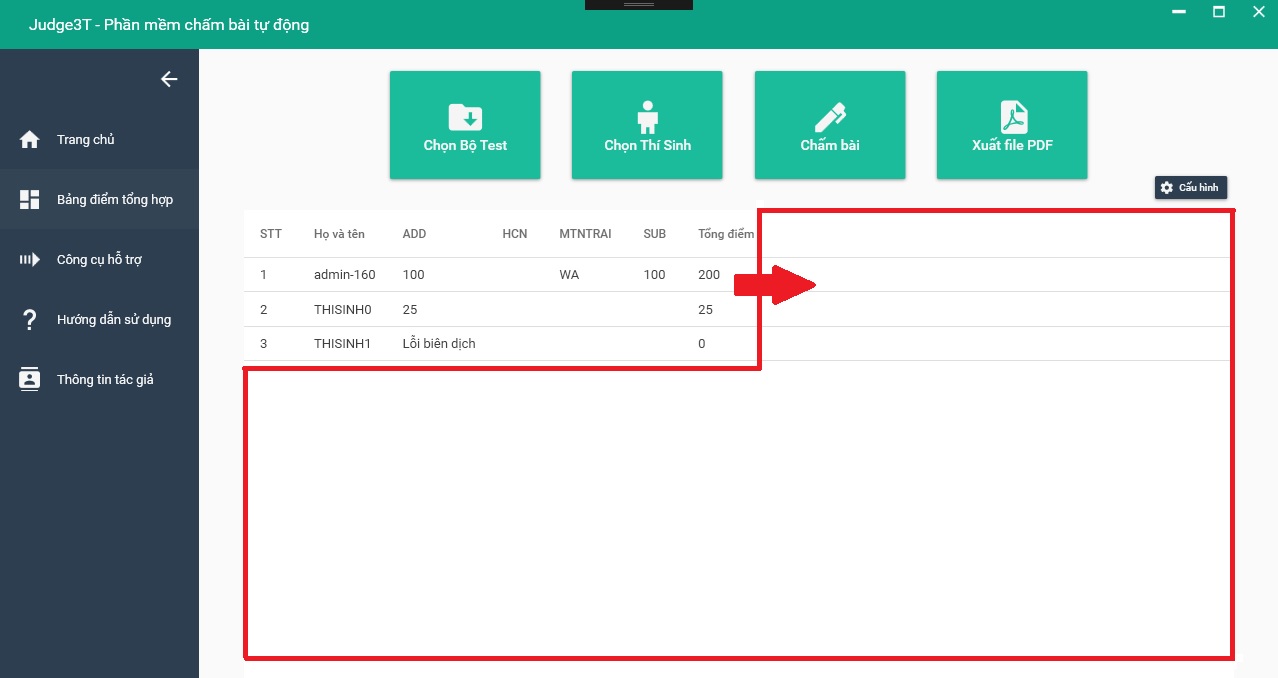 Judge3T - Phần mềm chấm bài tự động
Trang chủ
Bảng điểm tổng hợp
Công cụ hỗ trợ
Hướng dẫn sử dụng
Thông tin tác giả
Chọn Bộ Test
Chọn Thí Sinh
Chấm bài
Xuất file PDF
Cấu hình
STT Họ và tên ADD HCN MTNTRAI SUB Tổng điểm
1 admin-160 100 WA 100 200
2 THISINH0 25 25
3 THISINH1 Lỗi biên dịch 0